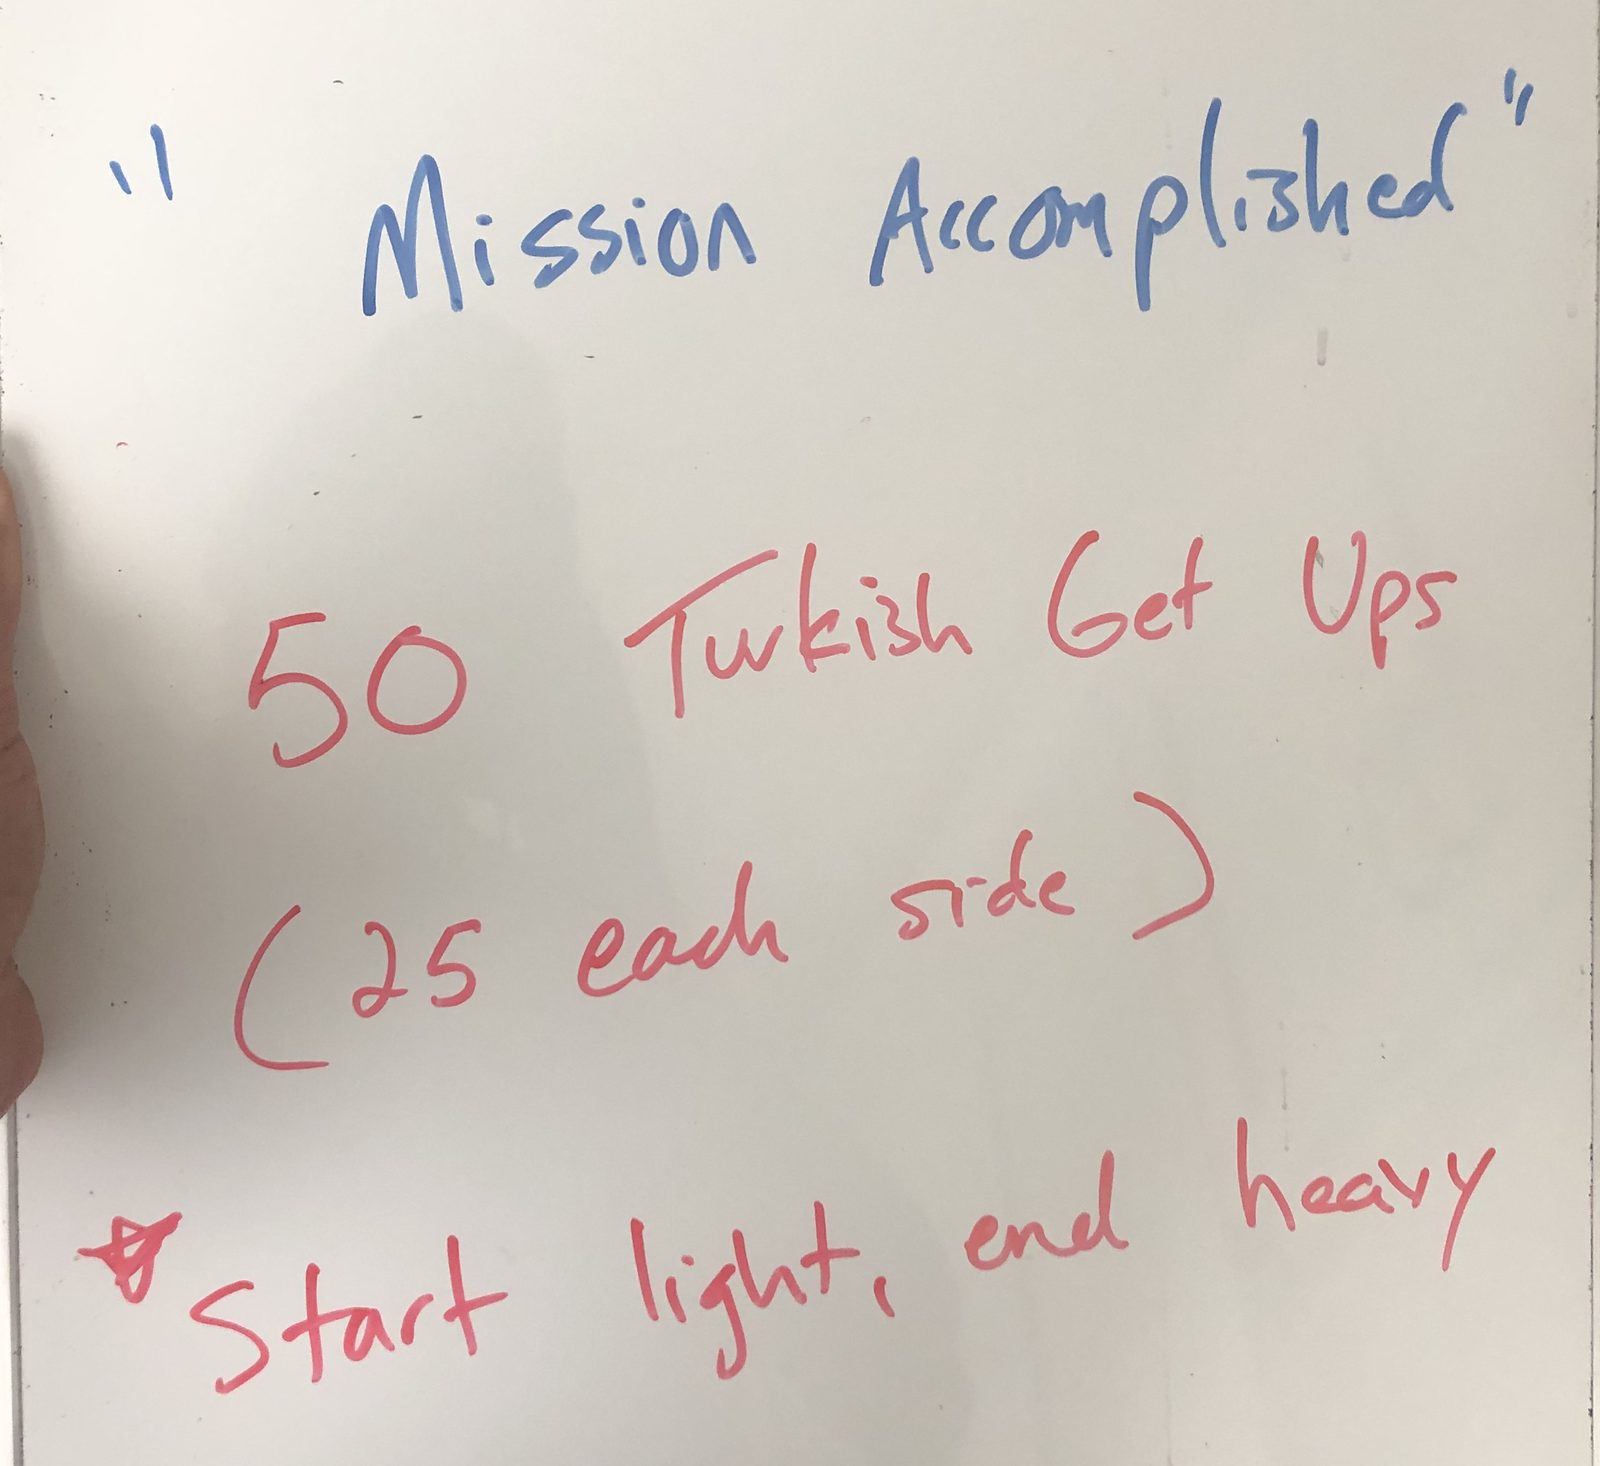 "Mission Accomplished"
50 Turkish Get Ups
(25 each side)
☆ Start light, end heavy